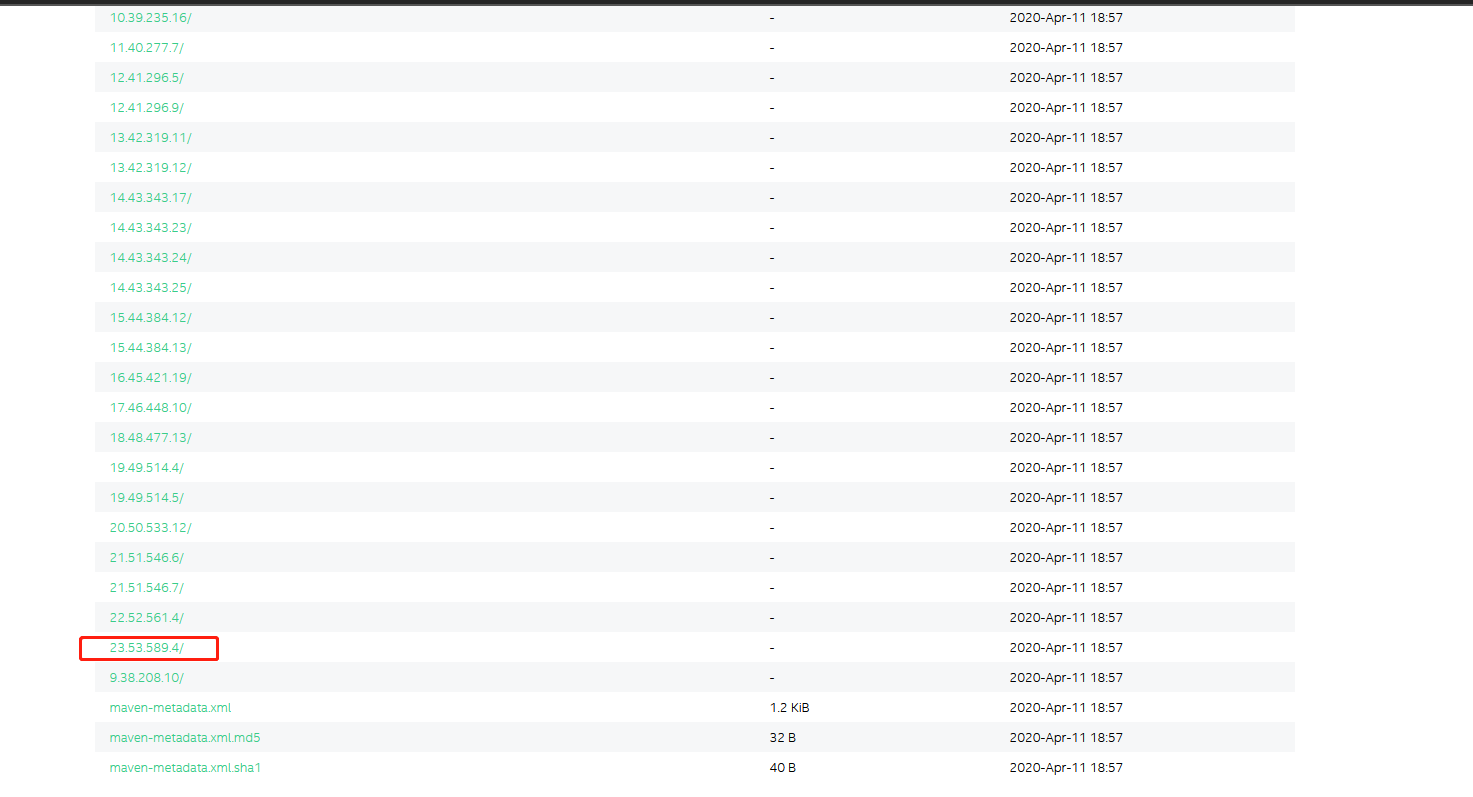 10.39.235.16/ - 2020-Apr-11 18:57
11.40.277.7/ - 2020-Apr-11 18:57
12.41.296.5/ - 2020-Apr-11 18:57
12.41.296.9/ - 2020-Apr-11 18:57
13.42.319.11/ - 2020-Apr-11 18:57
13.42.319.12/ - 2020-Apr-11 18:57
14.43.343.17/ - 2020-Apr-11 18:57
14.43.343.23/ - 2020-Apr-11 18:57
14.43.343.24/ - 2020-Apr-11 18:57
14.43.343.25/ - 2020-Apr-11 18:57
15.44.384.12/ - 2020-Apr-11 18:57
15.44.384.13/ - 2020-Apr-11 18:57
16.45.421.19/ - 2020-Apr-11 18:57
17.46.448.10/ - 2020-Apr-11 18:57
18.48.477.13/ - 2020-Apr-11 18:57
19.49.514.4/ - 2020-Apr-11 18:57
19.49.514.5/ - 2020-Apr-11 18:57
20.50.533.12/ - 2020-Apr-11 18:57
21.51.546.6/ - 2020-Apr-11 18:57
21.51.546.7/ - 2020-Apr-11 18:57
22.52.561.4/ - 2020-Apr-11 18:57
23.53.589.4/ - 2020-Apr-11 18:57
9.38.208.10/ - 2020-Apr-11 18:57
maven-metadata.xml 1.2 KiB 2020-Apr-11 18:57
maven-metadata.xml.md5 32 B 2020-Apr-11 18:57
maven-metadata.xml.sha1 40 B 2020-Apr-11 18:57